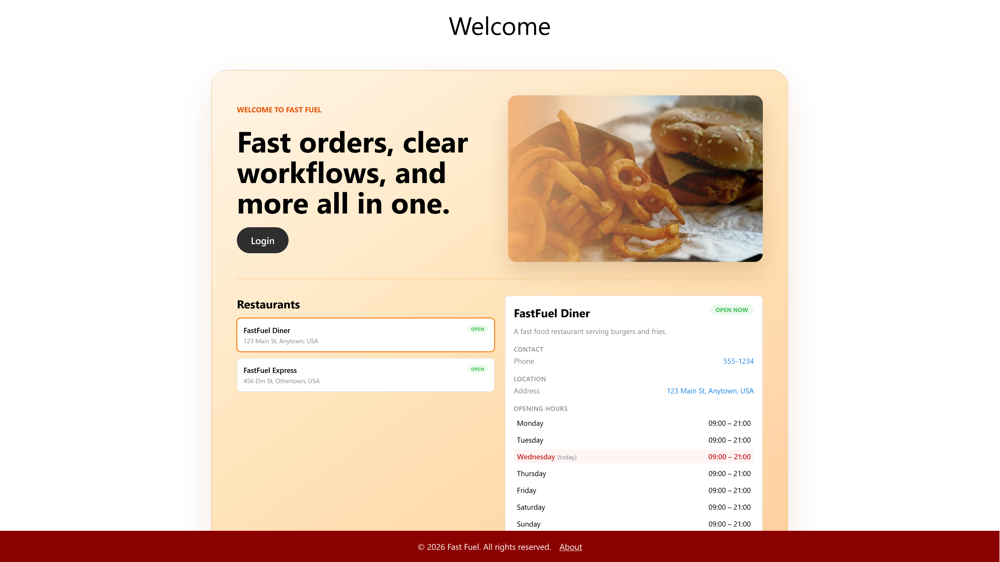 Welcome
WELCOME TO FAST FUEL
Fast orders, clear
workflows, and
more all in one.
Login
Restaurants
FastFuel Diner
OPEN
123 Main St, Anytown, USA
FastFuel Express
OPEN
456 Elm St, Othertown, USA
FastFuel Diner
OPEN NOW
A fast food restaurant serving burgers and fries.
CONTACT
Phone 555-1234
LOCATION
Address 123 Main St, Anytown, USA
OPENING HOURS
Monday 09:00 – 21:00
Tuesday 09:00 – 21:00
Wednesday (today) 09:00 – 21:00
Thursday 09:00 – 21:00
Friday 09:00 – 21:00
Saturday 09:00 – 21:00
Sunday 09:00 – 21:00
© 2026 Fast Fuel. All rights reserved. About